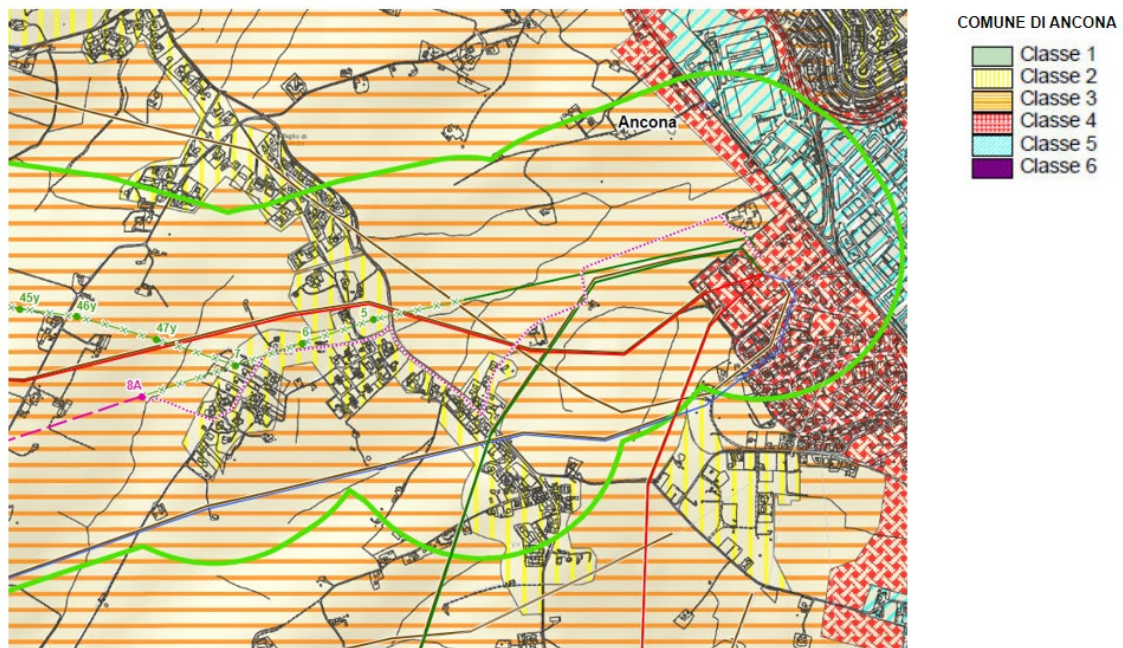 COMUNE DI ANCONA
Classe 1
Classe 2
Classe 3
Classe 4
Classe 5
Classe 6
Ancona
45y
46y
47y
6
5
8A